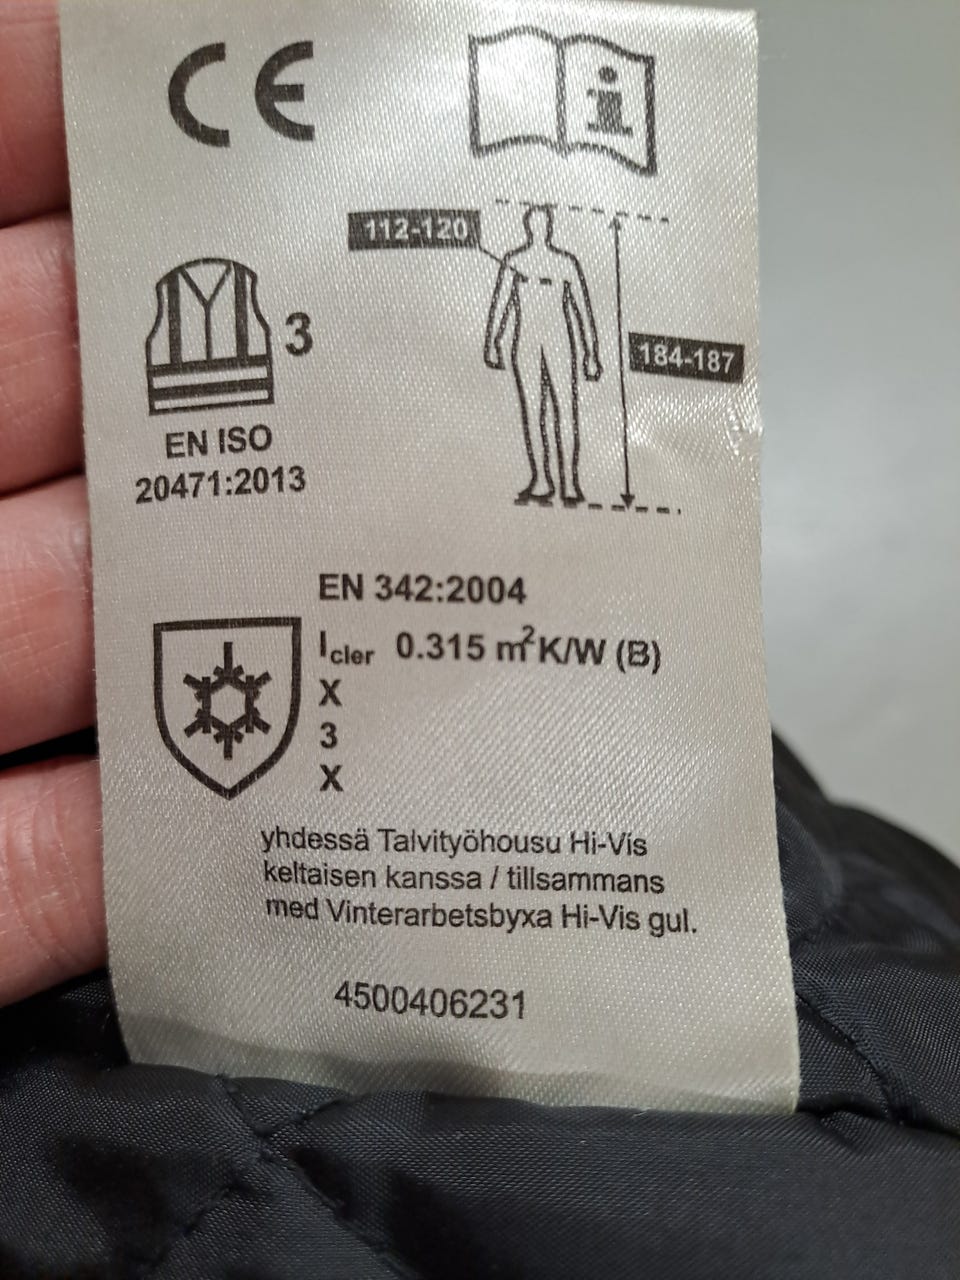 CE
i
112-120
184-187
3
EN ISO
20471:2013
EN 342:2004
Icler 0.315 m²K/W (B)
X
3
X
yhdessä Talvityöhousu Hi-Vis
keltaisen kanssa / tillsammans
med Vinterarbetsbyxa Hi-Vis gul.
4500406231